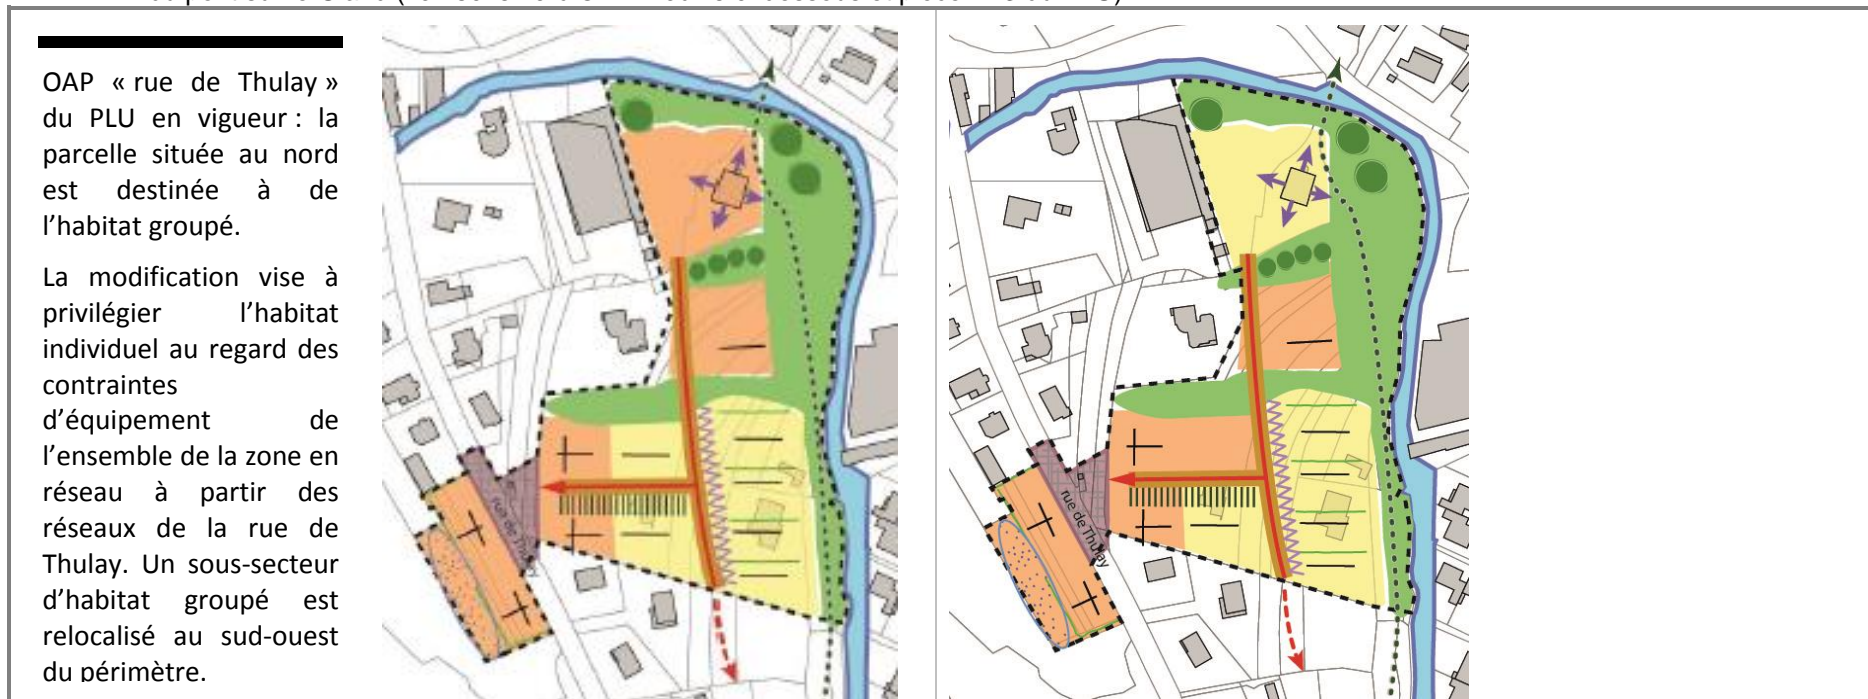 OAP « rue de Thulay »
du PLU en vigueur : la
parcelle située au nord
est destinée à de
l’habitat groupé.
La modification vise à
privilégier l’habitat
individuel au regard des
contraintes
d’équipement de
l’ensemble de la zone en
réseau à partir des
réseaux de la rue de
Thulay. Un sous-secteur
d’habitat groupé est
relocalisé au sud-ouest
du périmètre.
rue de Thulay
rue de Thulay